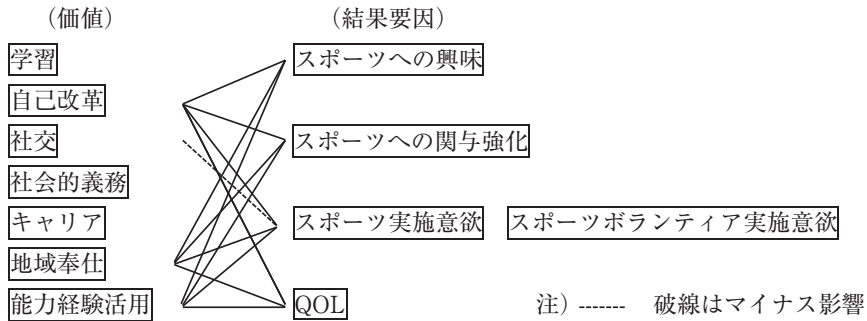 （価値） （結果要因）
学習 スポーツへの興味
自己改革
社交 スポーツへの関与強化
社会的義務
キャリア スポーツ実施意欲 スポーツボランティア実施意欲
地域奉仕
能力経験活用 QOL 注）------- 破線はマイナス影響